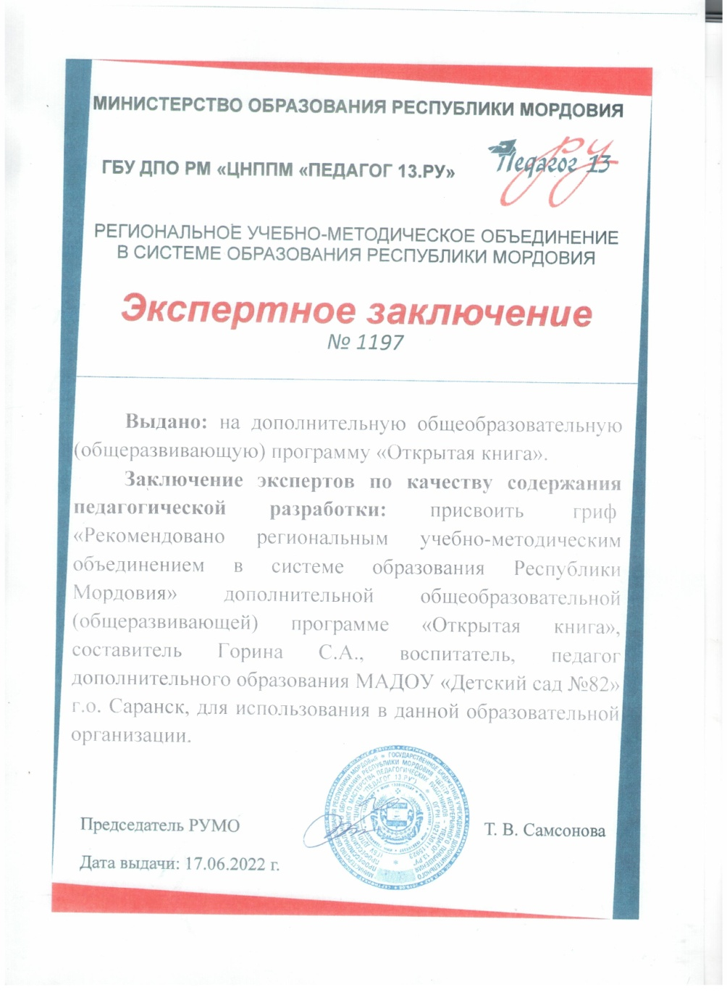 МИНИСТЕРСТВО ОБРАЗОВАНИЯ РЕСПУБЛИКИ МОРДОВИЯ
ГБУ ДПО РМ «ЦНППМ «ПЕДАГОГ 13.РУ»
Педагог 13
РУ
РЕГИОНАЛЬНОЕ УЧЕБНО-МЕТОДИЧЕСКОЕ ОБЪЕДИНЕНИЕ
В СИСТЕМЕ ОБРАЗОВАНИЯ РЕСПУБЛИКИ МОРДОВИЯ
Экспертное заключение
№ 1197
Выдано: на дополнительную общеобразовательную
(общеразвивающую) программу «Открытая книга».
Заключение экспертов по качеству содержания
педагогической разработки: присвоить гриф
«Рекомендовано региональным учебно-методическим
объединением в системе образования Республики
Мордовия» дополнительной общеобразовательной
(общеразвивающей) программе «Открытая книга»,
составитель Горина С.А., воспитатель, педагог
дополнительного образования МАДОУ «Детский сад №82»
г.о. Саранск, для использования в данной образовательной
организации.
Председатель РУМО
Т. В. Самсонова
Дата выдачи: 17.06.2022 г.